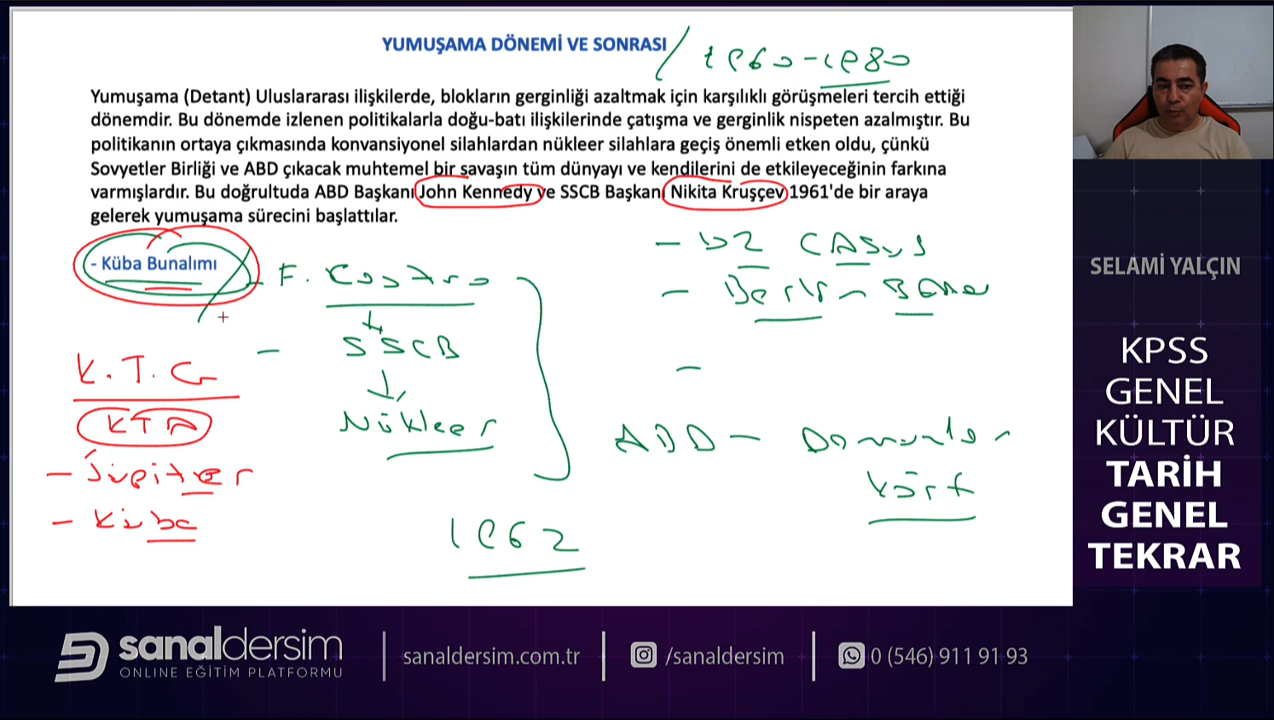 YUMUŞAMA DÖNEMİ VE SONRASI / 1960-1980
Yumuşama (Detant) Uluslararası ilişkilerde, blokların gerginliği azaltmak için karşılıklı görüşmeleri tercih ettiği
dönemdir. Bu dönemde izlenen politikalarla doğu-batı ilişkilerinde çatışma ve gerginlik nispeten azalmıştır. Bu
politikanın ortaya çıkmasında konvansiyonel silahlardan nükleer silahlara geçiş önemli etken oldu, çünkü
Sovyetler Birliği ve ABD çıkacak muhtemel bir savaşın tüm dünyayı ve kendilerini de etkileyeceğinin farkına
varmışlardır. Bu doğrultuda ABD Başkanı John Kennedy ve SSCB Başkanı Nikita Kruşçev 1961'de bir araya
gelerek yumuşama sürecini başlattılar.
- Küba Bunalımı
- F. Castro
- SSCB
Nükleer
1962
K.T.G
KTA
- Jüpiter
- Küba
- U2 CASUS
- Berlin -
-
ABD - Domuzlar
Körf
SELAMİ YALÇIN
KPSS
GENEL
KÜLTÜR
TARİH
GENEL
TEKRAR
sanaldersim
ONLINE EĞİTİM PLATFORMU
sanaldersim.com.tr
/sanaldersim
0 (546) 911 91 93